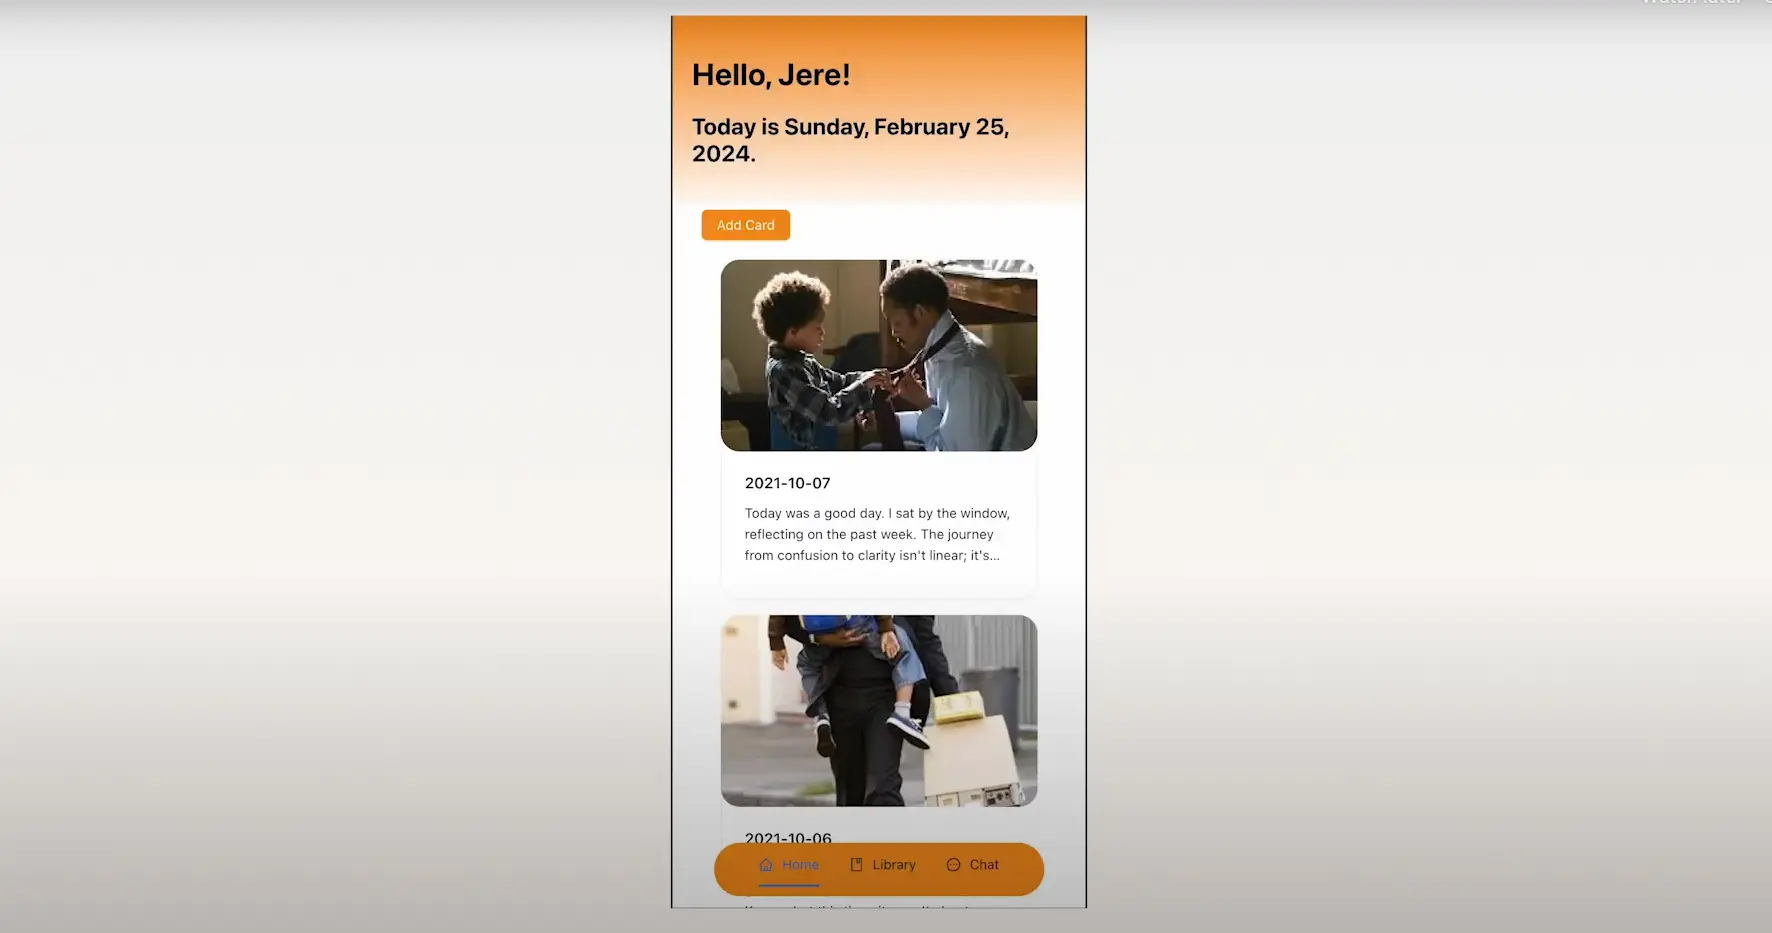 Hello, Jere!
Today is Sunday, February 25,
2024.
Add Card
2021-10-07
Today was a good day. I sat by the window,
reflecting on the past week. The journey
from confusion to clarity isn't linear; it's...
2021-10-06
Home
Library
Chat